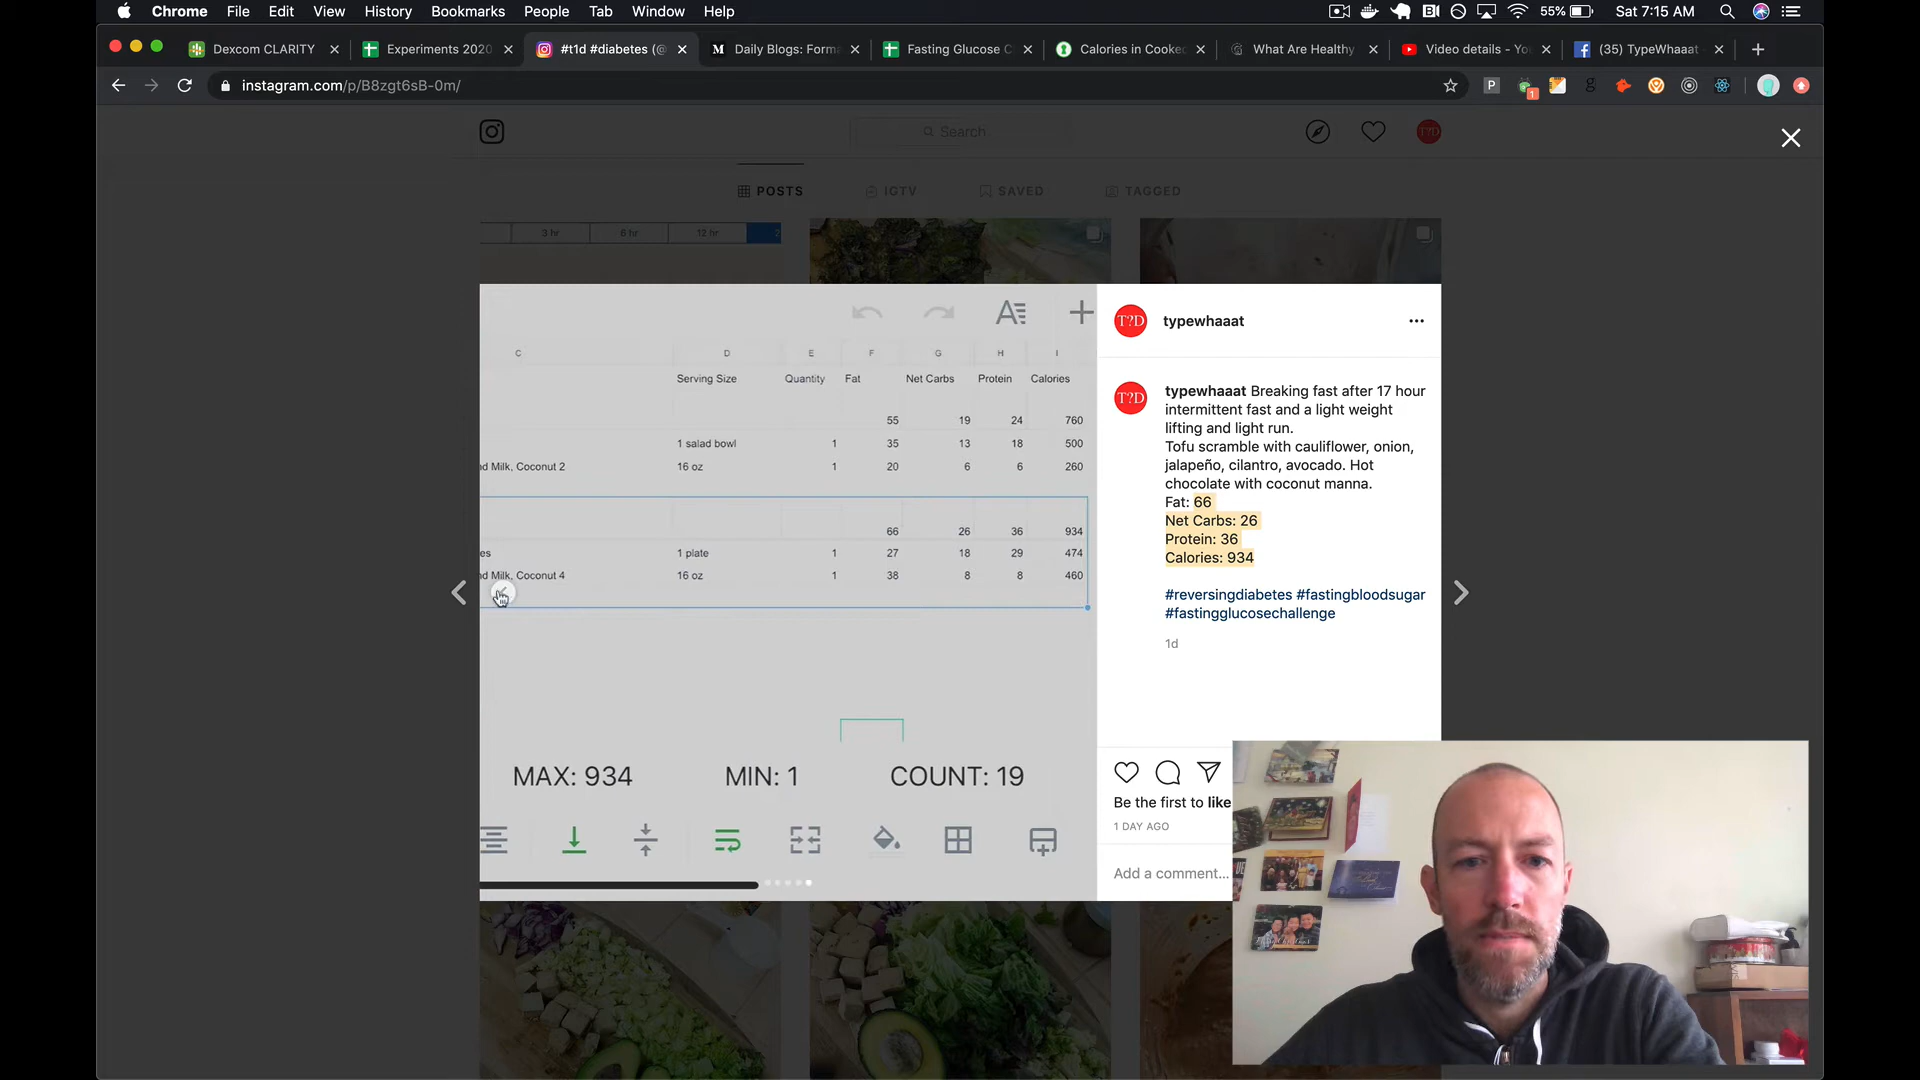 Chrome File Edit View History Bookmarks People Tab Window Help
55% Sat 7:15 AM
Dexcom CLARITY
Experiments 2020
#t1d #diabetes (@
Daily Blogs: Form
Fasting Glucose C
Calories in Cooke
What Are Healthy
Video details - Yo
(35) TypeWhaaat
instagram.com/p/B8zgt6sB-0m/
P
1
Search
T?D
POSTS IGTV SAVED TAGGED
3 hr 6 hr 12 hr 2
C D E F G H I
Serving Size Quantity Fat Net Carbs Protein Calories
55 19 24 760
1 salad bowl 1 35 13 18 500
d Milk, Coconut 2 16 oz 1 20 6 6 260
66 26 36 934
es 1 plate 1 27 18 29 474
d Milk, Coconut 4 16 oz 1 38 8 8 460
MAX: 934 MIN: 1 COUNT: 19
T?D typewhaaat
T?D
typewhaaat Breaking fast after 17 hour
intermittent fast and a light weight
lifting and light run.
Tofu scramble with cauliflower, onion,
jalapeño, cilantro, avocado. Hot
chocolate with coconut manna.
Fat: 66
Net Carbs: 26
Protein: 36
Calories: 934
#reversingdiabetes #fastingbloodsugar
#fastingglucosechallenge
1d
Be the first to like
1 DAY AGO
Add a comment...